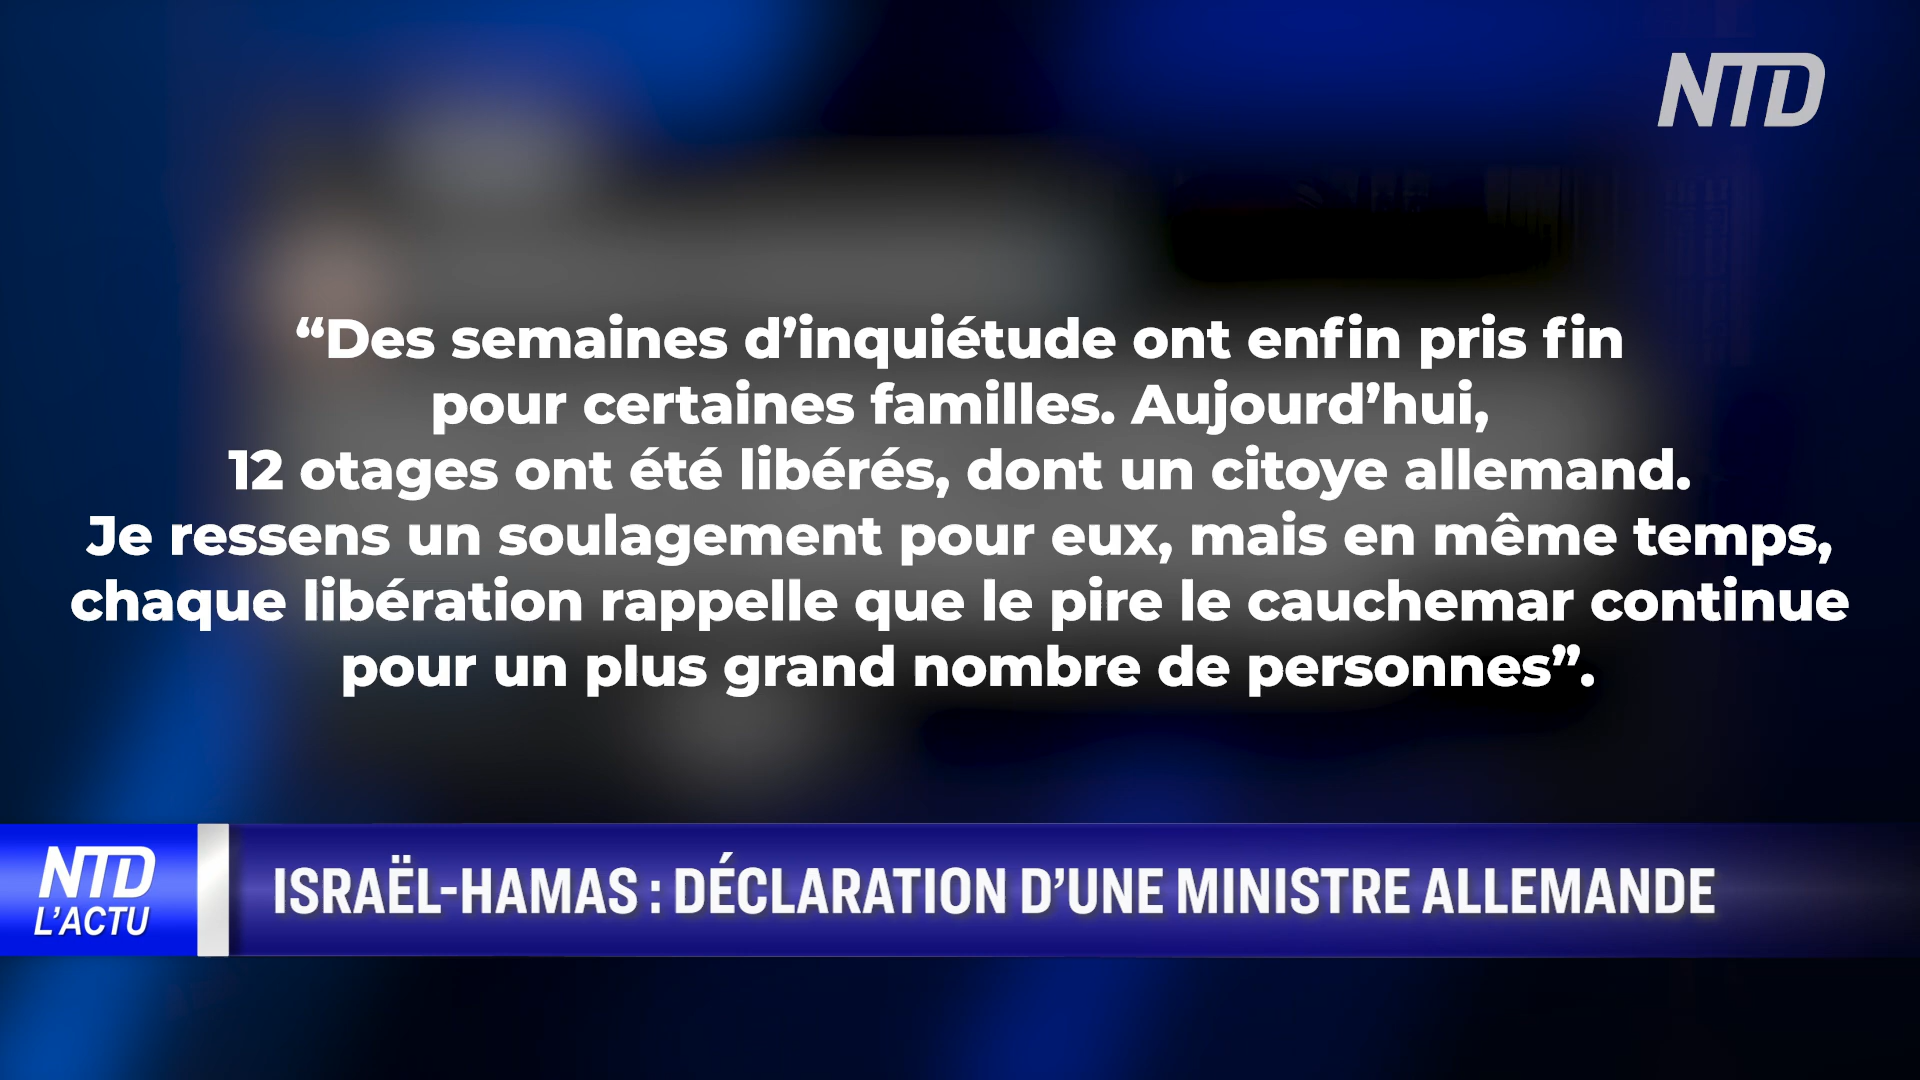 NTD
“Des semaines d’inquiétude ont enfin pris fin
pour certaines familles. Aujourd’hui,
12 otages ont été libérés, dont un citoye allemand.
Je ressens un soulagement pour eux, mais en même temps,
chaque libération rappelle que le pire le cauchemar continue
pour un plus grand nombre de personnes”.
NTD
L’ACTU
ISRAËL-HAMAS : DÉCLARATION D’UNE MINISTRE ALLEMANDE